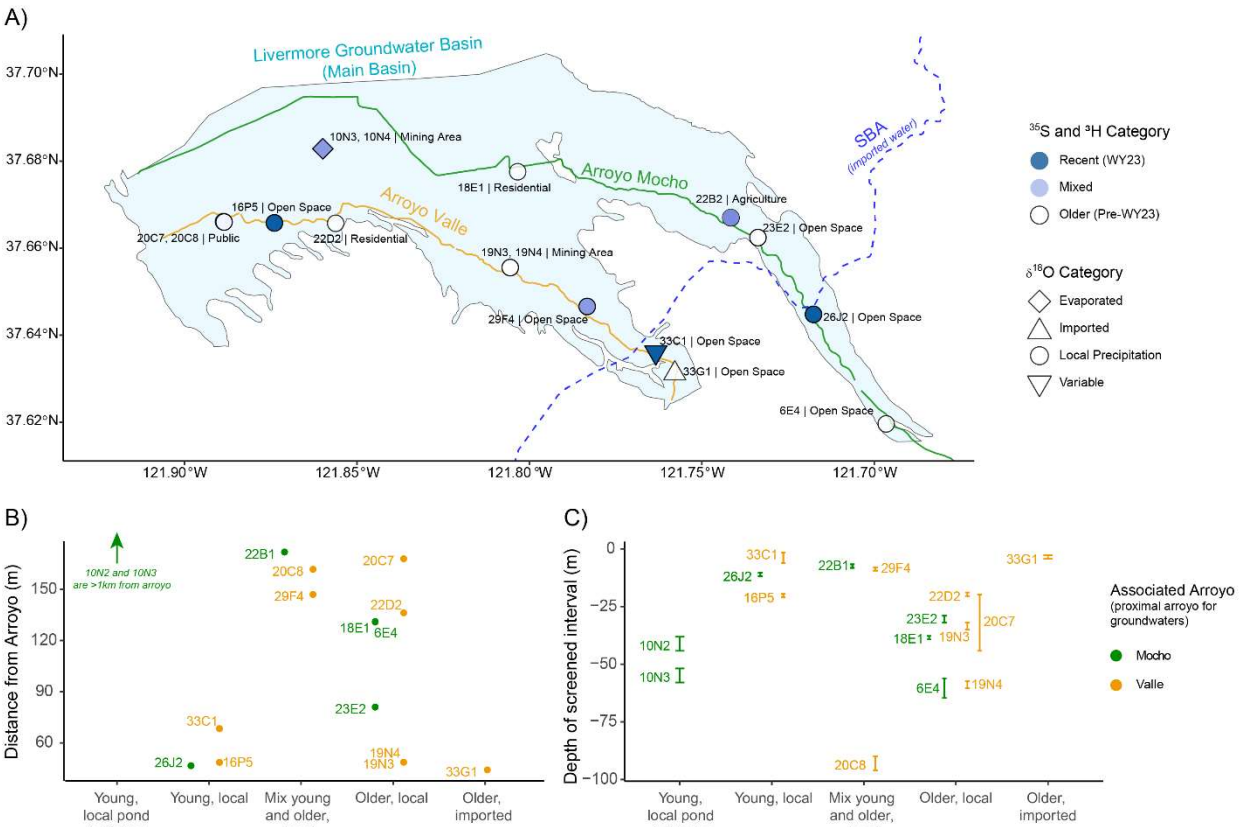 A)
Livermore Groundwater Basin
(Main Basin)
37.70°N
37.68°N
37.66°N
37.64°N
37.62°N
121.90°W
121.85°W
121.80°W
121.75°W
121.70°W
10N3, 10N4 | Mining Area
18E1 | Residential
Arroyo Mocho
Arroyo Valle
SBA
(imported water)
16P5 | Open Space
20C7, 20C8 | Public
22D2 | Residential
19N3, 19N4 | Mining Area
29F4 | Open Space
22B2 | Agriculture
23E2 | Open Space
26J2 | Open Space
33C1 | Open Space
33G1 | Open Space
6E4 | Open Space
³⁵S and ³H Category
Recent (WY23)
Mixed
Older (Pre-WY23)
δ¹⁸O Category
Evaporated
Imported
Local Precipitation
Variable
B)
Distance from Arroyo (m)
150
120
90
60
10N2 and 10N3
are >1km from arroyo
22B1
20C8
29F4
20C7
22D2
18E1
6E4
33C1
23E2
26J2
16P5
19N4
19N3
33G1
Young,
local pond
Young, local
Mix young
and older,
Older, local
Older,
imported
C)
Depth of screened interval (m)
0
−25
−50
−75
−100
33C1
26J2
16P5
22B1
29F4
33G1
22D2
23E2
20C7
19N3
18E1
10N2
10N3
6E4
19N4
20C8
Young,
local pond
Young, local
Mix young
and older,
Older, local
Older,
imported
Associated Arroyo
(proximal arroyo for
groundwaters)
Mocho
Valle